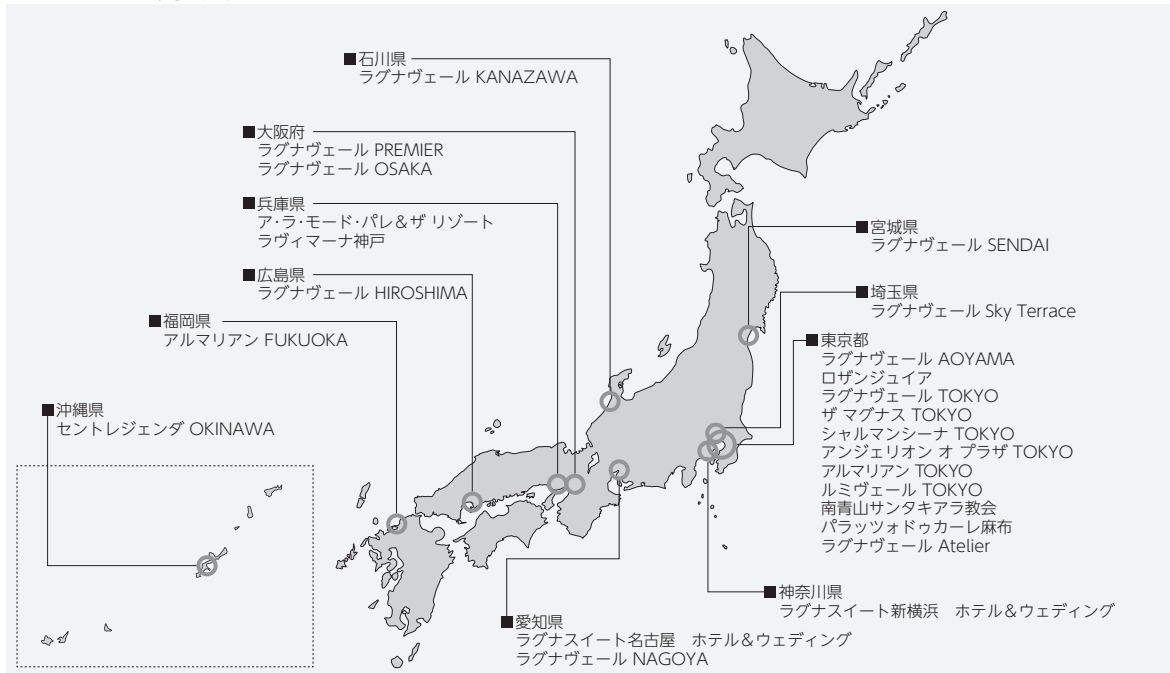 ■石川県
ラグナヴェール KANAZAWA
■大阪府
ラグナヴェール PREMIER
ラグナヴェール OSAKA
■兵庫県
ア・ラ・モード・パレ＆ザ リゾート
ラヴィマーナ神戸
■広島県
ラグナヴェール HIROSHIMA
■福岡県
アルマリアン FUKUOKA
■沖縄県
セントレジェンダ OKINAWA
■宮城県
ラグナヴェール SENDAI
■埼玉県
ラグナヴェール Sky Terrace
■東京都
ラグナヴェール AOYAMA
ロザンジュイア
ラグナヴェール TOKYO
ザ マグナス TOKYO
シャルマンシーナ TOKYO
アンジェリオン オ プラザ TOKYO
アルマリアン TOKYO
ルミヴェール TOKYO
南青山サンタキアラ教会
パラッツォドゥカーレ麻布
ラグナヴェール Atelier
■神奈川県
ラグナスイート新横浜　ホテル＆ウェディング
■愛知県
ラグナスイート名古屋　ホテル＆ウェディング
ラグナヴェール NAGOYA